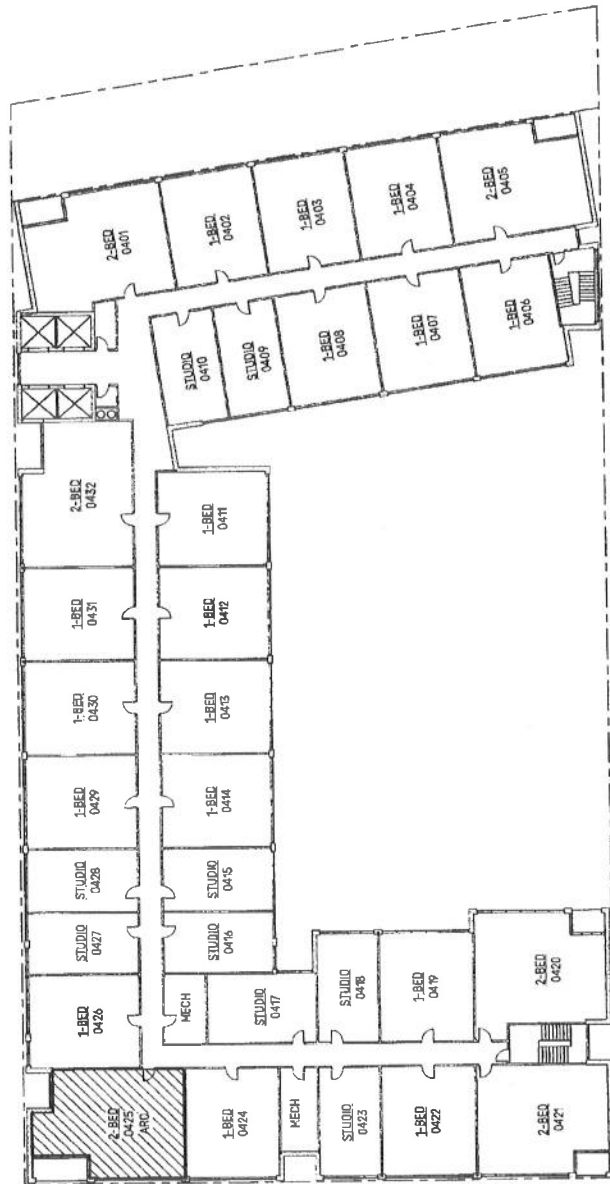 2-BED
0401
1-BED
0402
1-BED
0403
1-BED
0404
2-BED
0405
1-BED
0406
1-BED
0407
1-BED
0408
STUDIO
0409
STUDIO
0410
1-BED
0411
1-BED
0412
1-BED
0413
1-BED
0414
STUDIO
0415
STUDIO
0416
MECH
STUDIO
0417
STUDIO
0418
1-BED
0419
2-BED
0420
2-BED
0421
1-BED
0422
STUDIO
0423
MECH
1-BED
0424
2-BED
0425
ARO
1-BED
0426
STUDIO
0427
STUDIO
0428
1-BED
0429
1-BED
0430
1-BED
0431
2-BED
0432